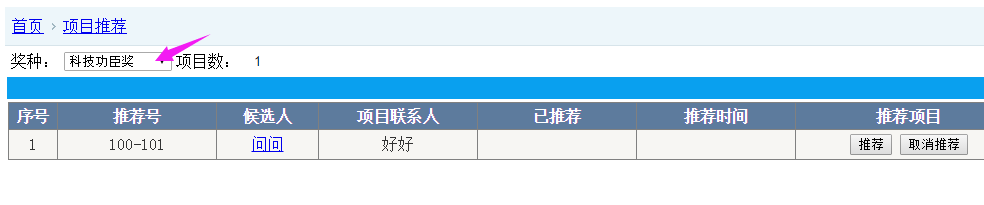 首页 › 项目推荐
奖种： 科技功臣奖 项目数： 1
序号 推荐号 候选人 项目联系人 已推荐 推荐时间 推荐项目
1 100-101 问问 好好 推荐 取消推荐